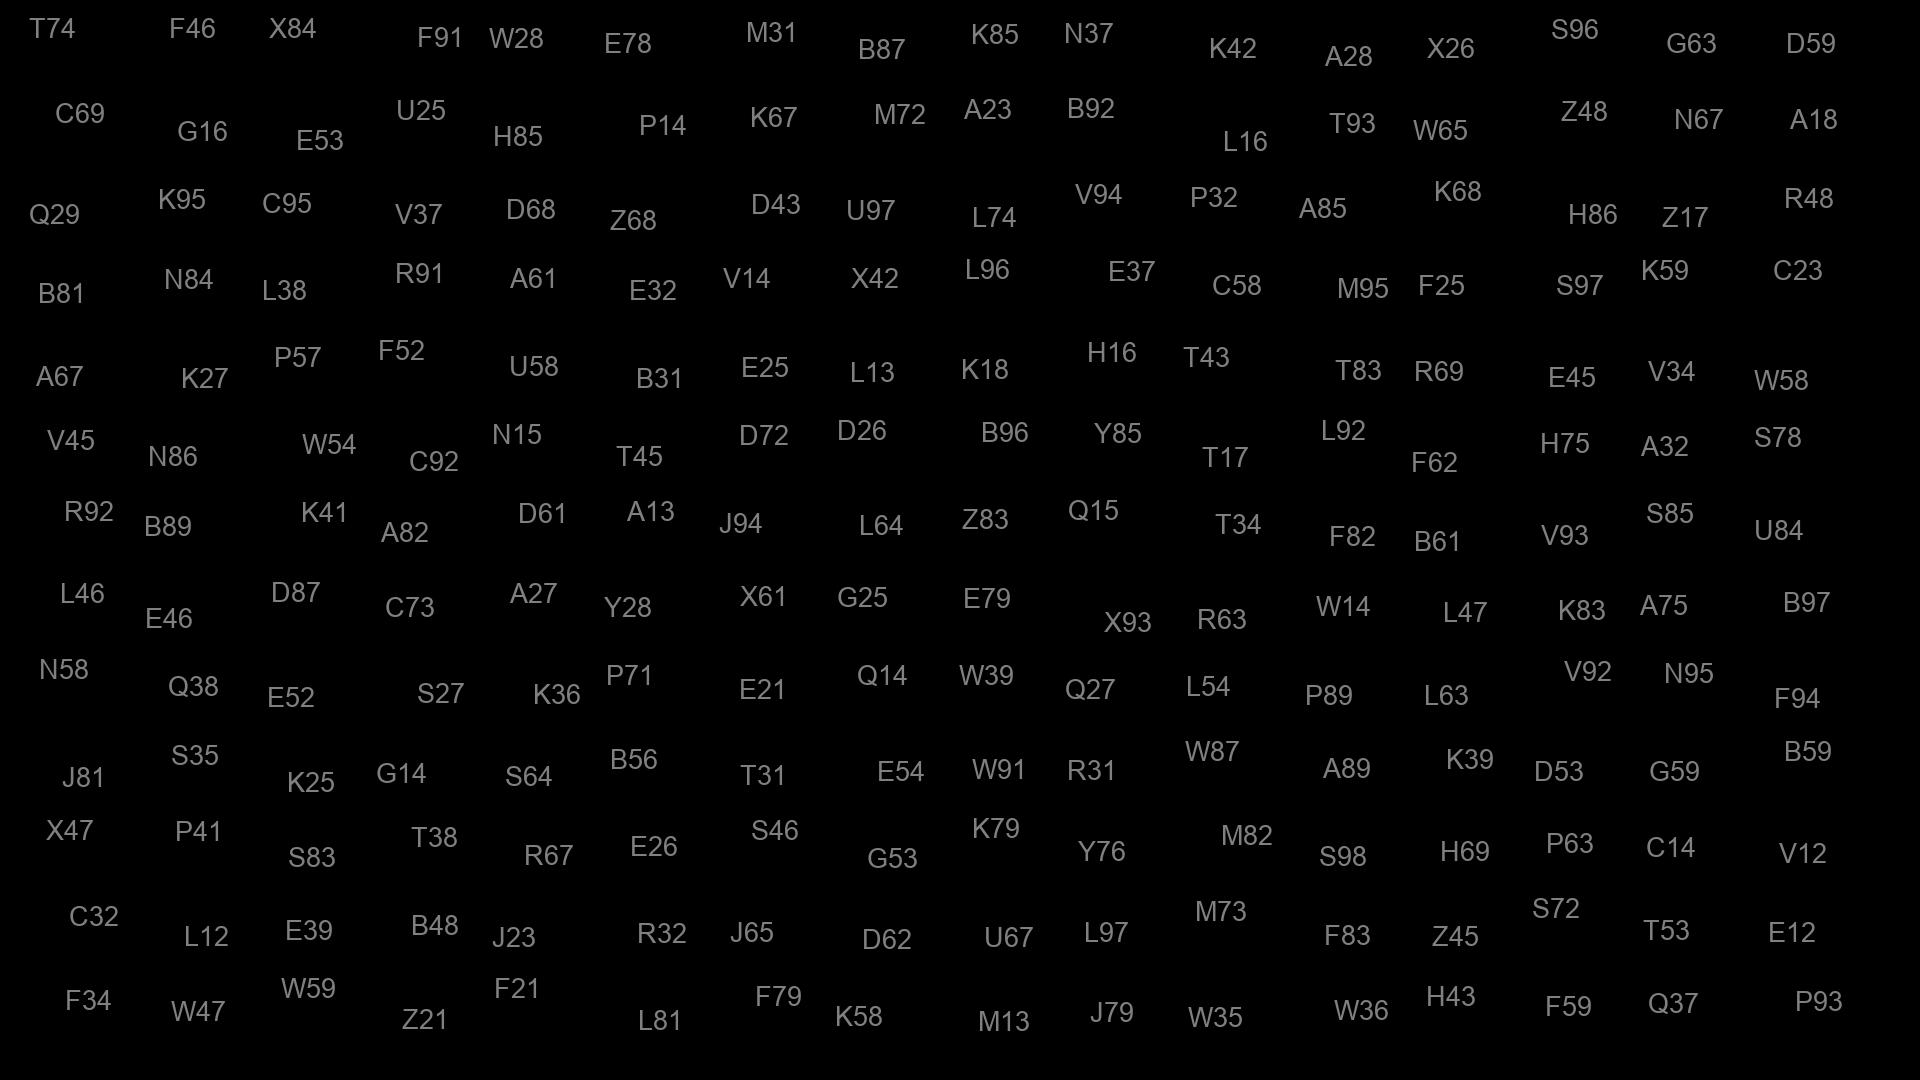 T74 F46 X84 F91 W28 E78 M31 B87 K85 N37 K42 A28 X26 S96 G63 D59
C69 G16 E53 U25 H85 P14 K67 M72 A23 B92 L16 T93 W65 Z48 N67 A18
Q29 K95 C95 V37 D68 Z68 D43 U97 L74 V94 P32 A85 K68 H86 Z17 R48
B81 N84 L38 R91 A61 E32 V14 X42 L96 E37 C58 M95 F25 S97 K59 C23
A67 K27 P57 F52 U58 B31 E25 L13 K18 H16 T43 T83 R69 E45 V34 W58
V45 N86 W54 C92 N15 T45 D72 D26 B96 Y85 T17 L92 F62 H75 A32 S78
R92 B89 K41 A82 D61 A13 J94 L64 Z83 Q15 T34 F82 B61 V93 S85 U84
L46 E46 D87 C73 A27 Y28 X61 G25 E79 X93 R63 W14 L47 K83 A75 B97
N58 Q38 E52 S27 K36 P71 E21 Q14 W39 Q27 L54 P89 L63 V92 N95 F94
J81 S35 K25 G14 S64 B56 T31 E54 W91 R31 W87 A89 K39 D53 G59 B59
X47 P41 S83 T38 R67 E26 S46 G53 K79 Y76 M82 S98 H69 P63 C14 V12
C32 L12 E39 B48 J23 R32 J65 D62 U67 L97 M73 F83 Z45 S72 T53 E12
F34 W47 W59 Z21 F21 L81 F79 K58 M13 J79 W35 W36 H43 F59 Q37 P93